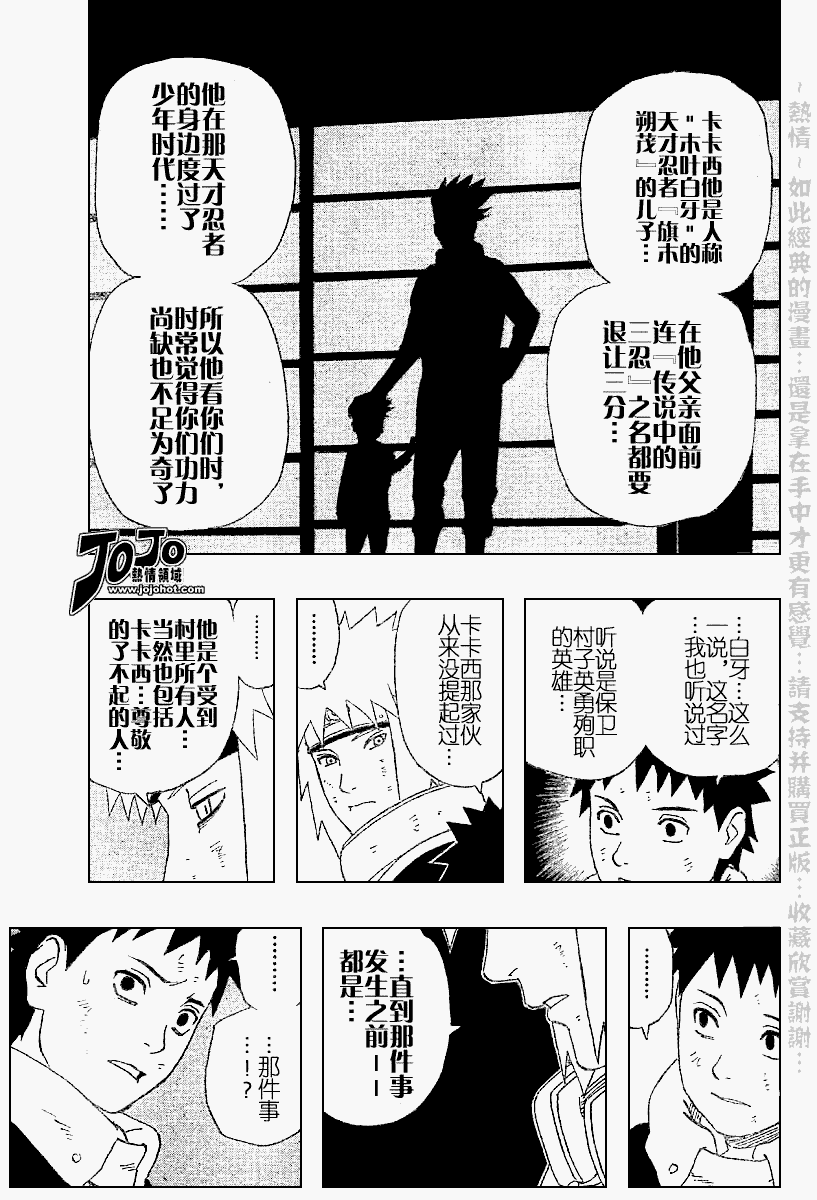 卡卡西他是人称
"木叶白牙"的
天才忍者『旗木
朔茂』的儿子…
在他父亲面前
连『传说中的
三忍』之名都要
退让三分…
他在那天才忍者
的身边度过了
少年时代……
所以他看你们时,
时常觉得你们功力
尚缺也不足为奇了
JOJO
熱情領域
www.jojohot.com
…白牙…这么
一说,这名字
…我也听说过
听说是保卫
村子英勇殉职
的英雄…
卡卡西那家伙
从来没提起过…
………
他是个受到
村里所有人…
当然也包括
卡卡西…尊敬
的了不起的人…
………
…直到那件事
发生之前——
都是…
………
…那件事
…!?
~熱情~如此經典的漫畫…還是拿在手中才更有感覺…請支持并購買正版…收藏欣賞謝謝…